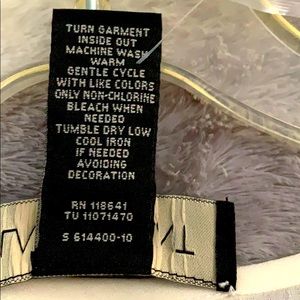 TURN GARMENT
INSIDE OUT
MACHINE WASH
WARM
GENTLE CYCLE
WITH LIKE COLORS
ONLY NON-CHLORINE
BLEACH WHEN
NEEDED
TUMBLE DRY LOW
COOL IRON
IF NEEDED
AVOIDING
DECORATION
RN 118641
TU 11071470
S 614400-10